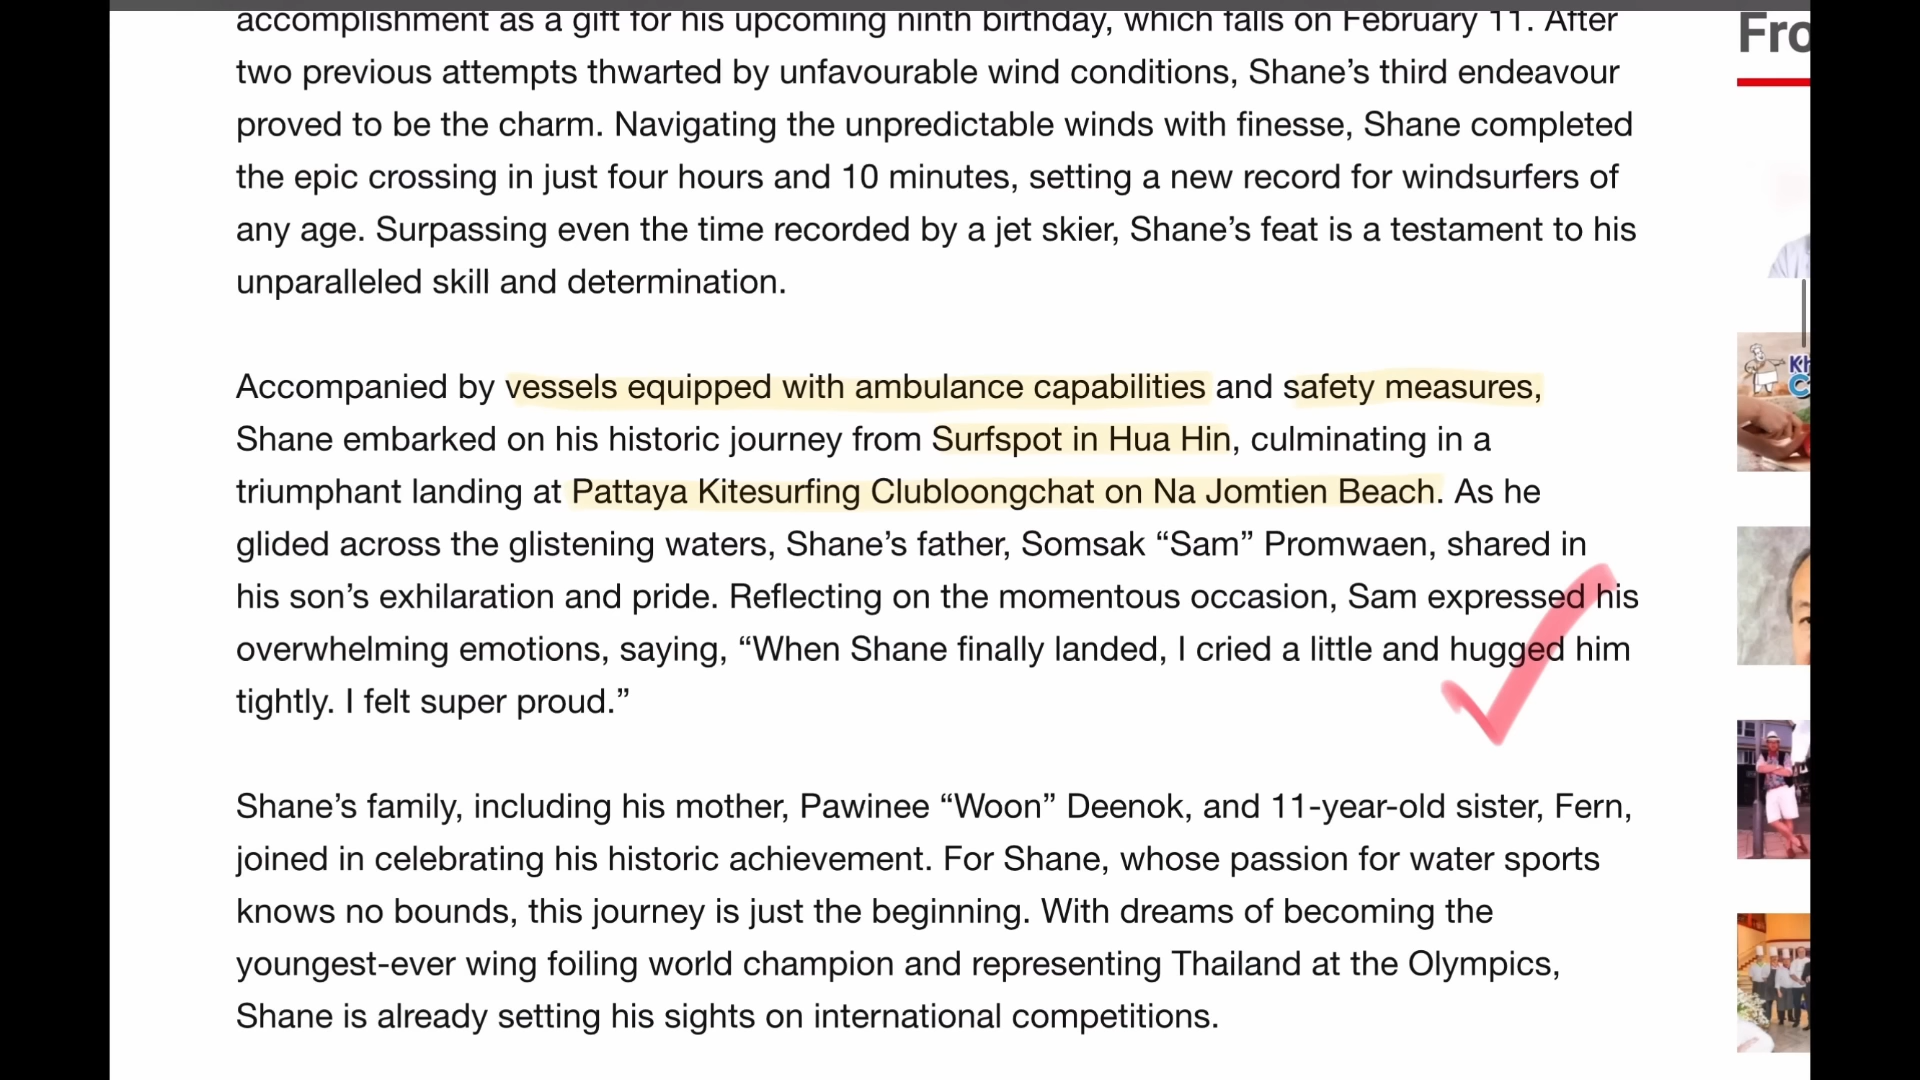 accomplishment as a gift for his upcoming ninth birthday, which falls on February 11. After
two previous attempts thwarted by unfavourable wind conditions, Shane’s third endeavour
proved to be the charm. Navigating the unpredictable winds with finesse, Shane completed
the epic crossing in just four hours and 10 minutes, setting a new record for windsurfers of
any age. Surpassing even the time recorded by a jet skier, Shane’s feat is a testament to his
unparalleled skill and determination.
Accompanied by vessels equipped with ambulance capabilities and safety measures,
Shane embarked on his historic journey from Surfspot in Hua Hin, culminating in a
triumphant landing at Pattaya Kitesurfing Clubloongchat on Na Jomtien Beach. As he
glided across the glistening waters, Shane’s father, Somsak “Sam” Promwaen, shared in
his son’s exhilaration and pride. Reflecting on the momentous occasion, Sam expressed his
overwhelming emotions, saying, “When Shane finally landed, I cried a little and hugged him
tightly. I felt super proud.”
Shane’s family, including his mother, Pawinee “Woon” Deenok, and 11-year-old sister, Fern,
joined in celebrating his historic achievement. For Shane, whose passion for water sports
knows no bounds, this journey is just the beginning. With dreams of becoming the
youngest-ever wing foiling world champion and representing Thailand at the Olympics,
Shane is already setting his sights on international competitions.
Fro